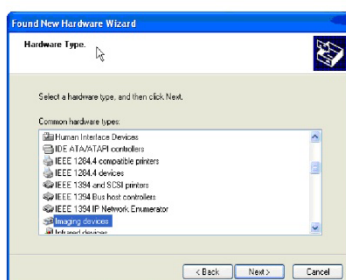 Found New Hardware Wizard
Hardware Type.
Select a hardware type, and then click Next.
Common hardware types:
Human Interface Devices
IDE ATA/ATAPI controllers
IEEE 1284.4 compatible printers
IEEE 1284.4 devices
IEEE 1394 and SCSI printers
IEEE 1394 Bus host controllers
IEEE 1394 IP Network Enumerator
Imaging devices
Infrared devices
< Back
Next >
Cancel